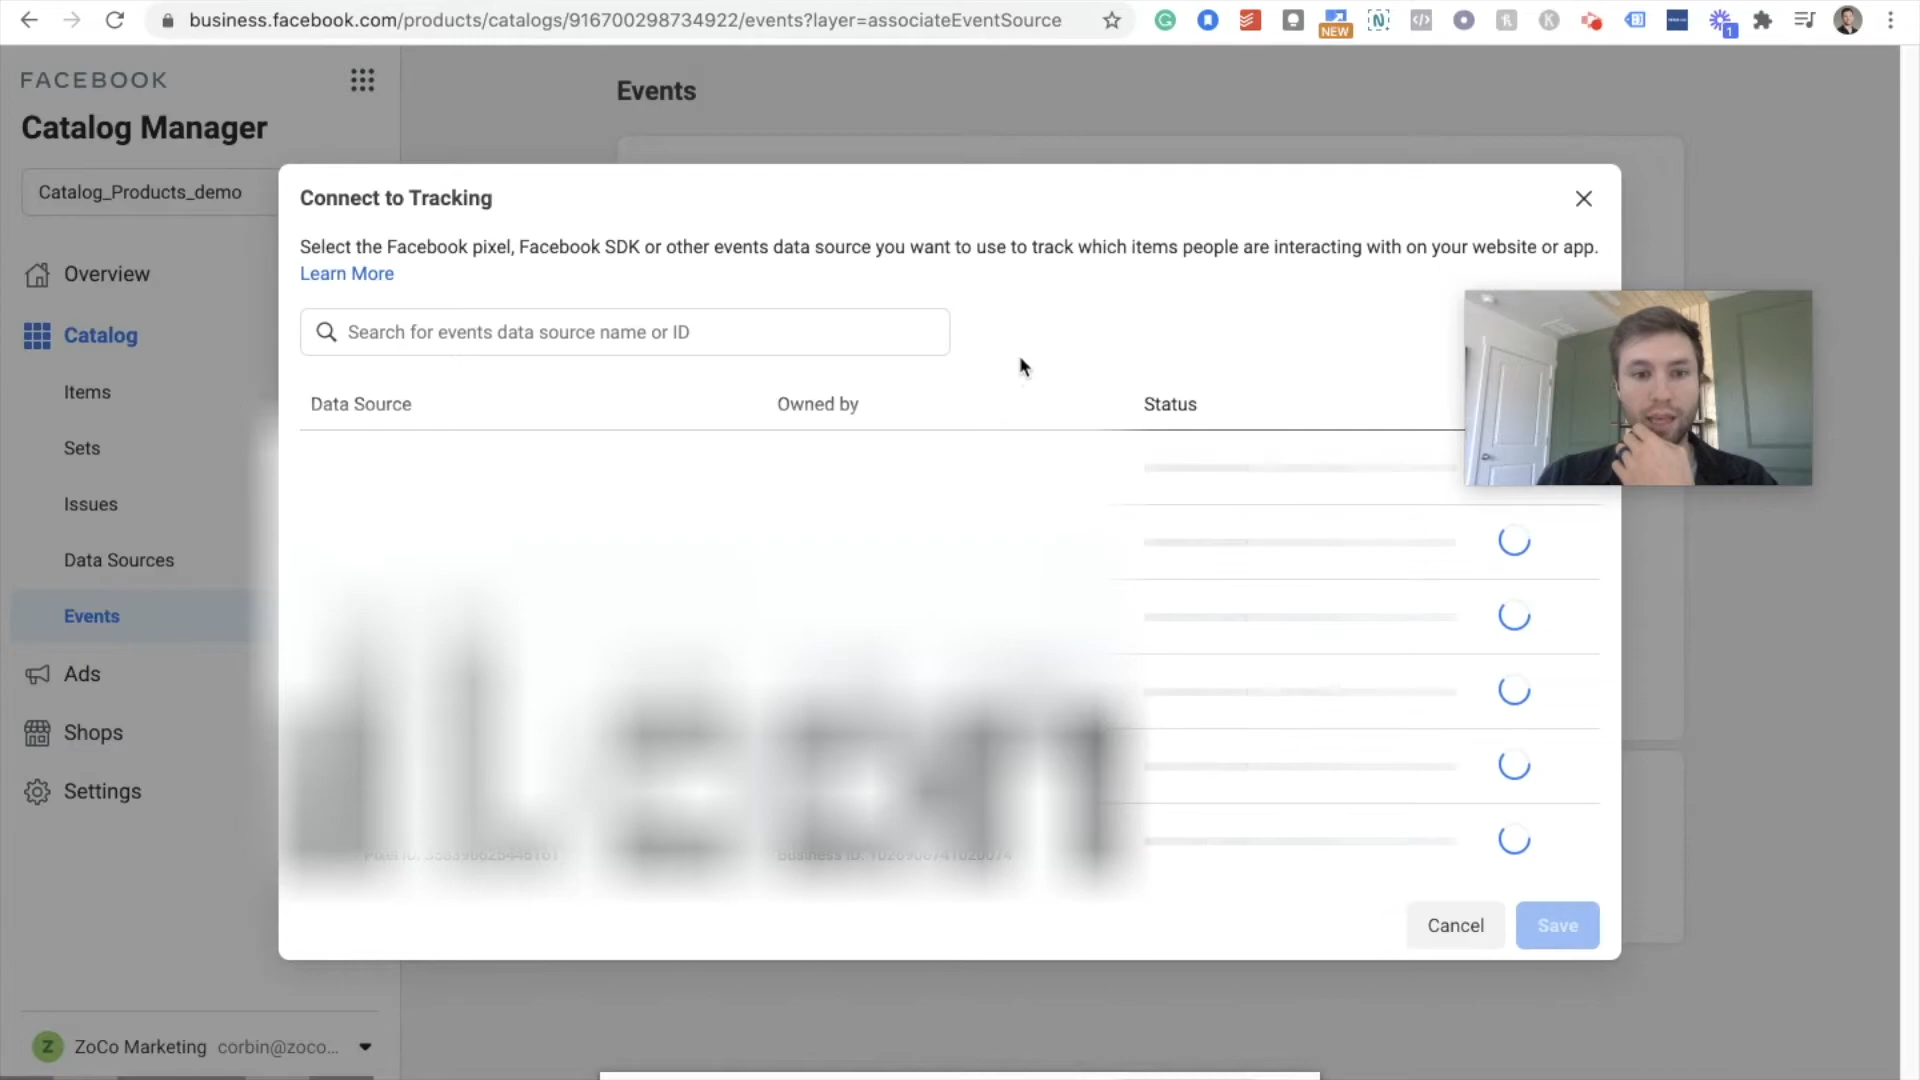 business.facebook.com/products/catalogs/916700298734922/events?layer=associateEventSource
NEW
1
FACEBOOK
Catalog Manager
Catalog_Products_demo
Overview
Catalog
Items
Sets
Issues
Data Sources
Events
Ads
Shops
Settings
Z ZoCo Marketing corbin@zoco...
Events
Connect to Tracking
Select the Facebook pixel, Facebook SDK or other events data source you want to use to track which items people are interacting with on your website or app.
Learn More
Search for events data source name or ID
Data Source Owned by Status
Cancel Save